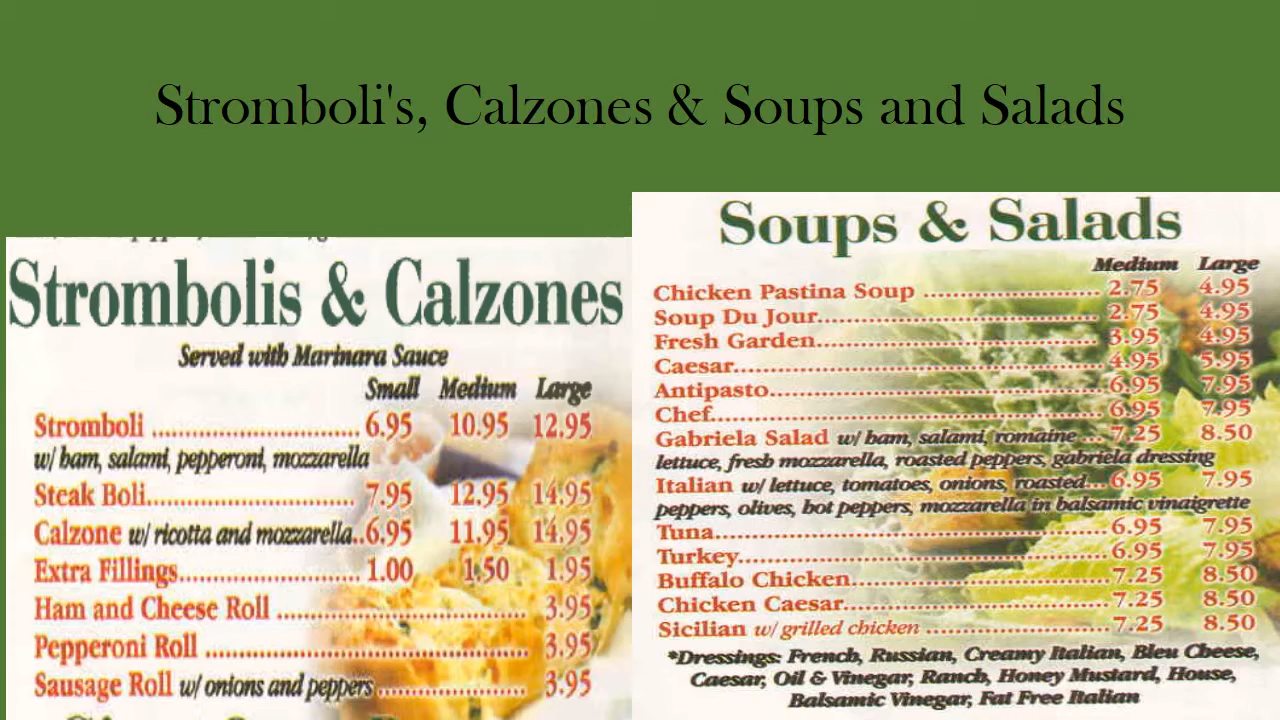 Stromboli's, Calzones & Soups and Salads
Strombolis & Calzones
Served with Marinara Sauce
Small Medium Large
Stromboli .............................. 6.95 10.95 12.95
w/ ham, salami, pepperoni, mozzarella
Steak Boli............................... 7.95 12.95 14.95
Calzone w/ ricotta and mozzarella..6.95 11.95 14.95
Extra Fillings.......................... 1.00 1.50 1.95
Ham and Cheese Roll .................................... 3.95
Pepperoni Roll ............................................... 3.95
Sausage Roll w/ onions and peppers ..................... 3.95
Soups & Salads
Medium Large
Chicken Pastina Soup ........................ 2.75 4.95
Soup Du Jour...................................... 2.75 4.95
Fresh Garden...................................... 3.95 4.95
Caesar.................................................. 4.95 5.95
Antipasto............................................. 6.95 7.95
Chef...................................................... 6.95 7.95
Gabriela Salad w/ ham, salami, romaine ... 7.25 8.50
lettuce, fresh mozzarella, roasted peppers, gabriela dressing
Italian w/ lettuce, tomatoes, onions, roasted...6.95 7.95
peppers, olives, hot peppers, mozzarella in balsamic vinaigrette
Tuna..................................................... 6.95 7.95
Turkey.................................................. 6.95 7.95
Buffalo Chicken................................... 7.25 8.50
Chicken Caesar.................................... 7.25 8.50
Sicilian w/ grilled chicken ........................ 7.25 8.50
*Dressings: French, Russian, Creamy Italian, Bleu Cheese,
Caesar, Oil & Vinegar, Ranch, Honey Mustard, House,
Balsamic Vinegar, Fat Free Italian